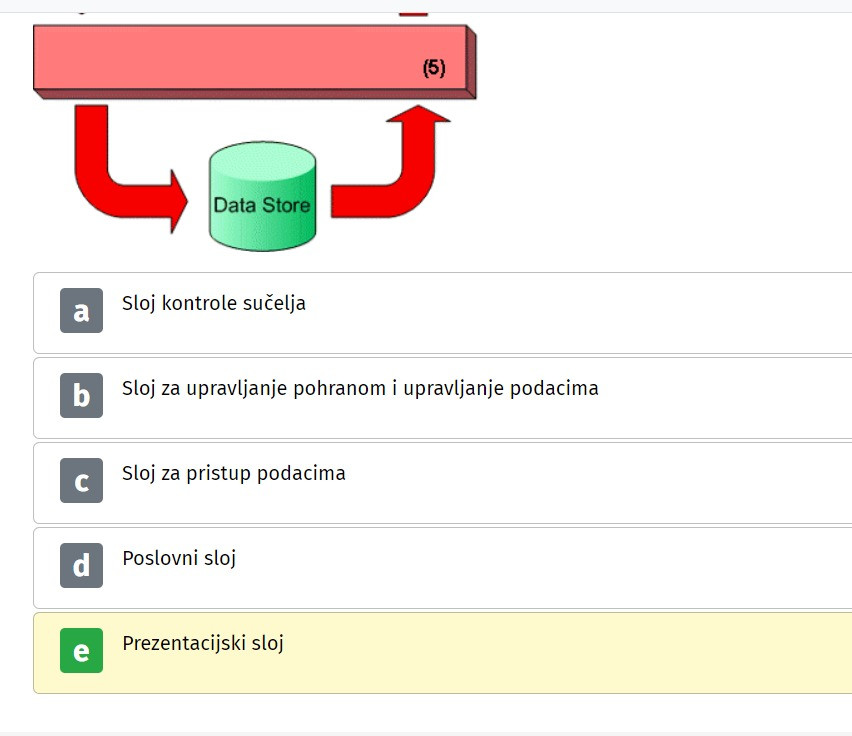 (5)
Data Store
a
Sloj kontrole sučelja
b
Sloj za upravljanje pohranom i upravljanje podacima
c
Sloj za pristup podacima
d
Poslovni sloj
e
Prezentacijski sloj